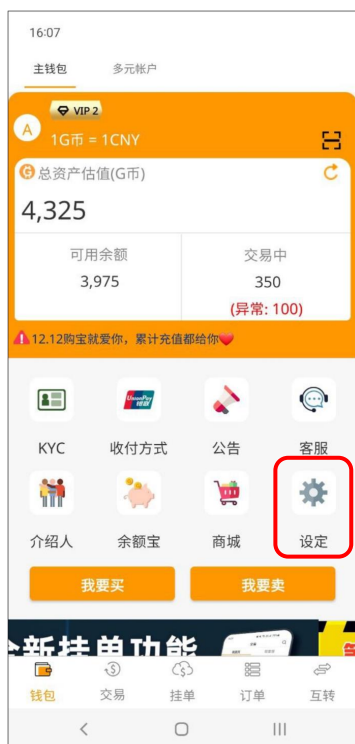 16:07
主钱包 多元帐户
VIP 2
A
1G币 = 1CNY
G 总资产估值(G币)
4,325
可用余额 交易中
3,975 350
(异常: 100)
12.12购宝就爱你，累计充值都给你
UnionPay
银联
KYC 收付方式 公告 客服
介绍人 余额宝 商城 设定
我要买 我要卖
全新挂单功能
钱包 交易 挂单 订单 互转